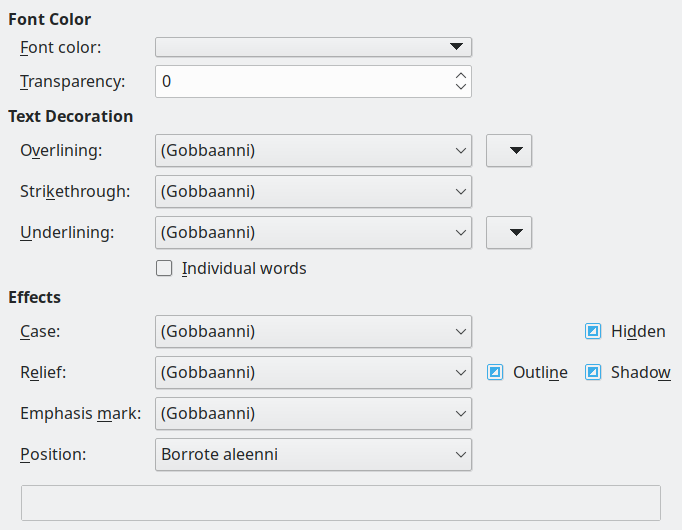 Font Color
Font color:
Transparency: 0
Text Decoration
Overlining: (Gobbaanni)
Strikethrough: (Gobbaanni)
Underlining: (Gobbaanni)
Individual words
Effects
Case: (Gobbaanni) Hidden
Relief: (Gobbaanni) Outline Shadow
Emphasis mark: (Gobbaanni)
Position: Borrote aleenni